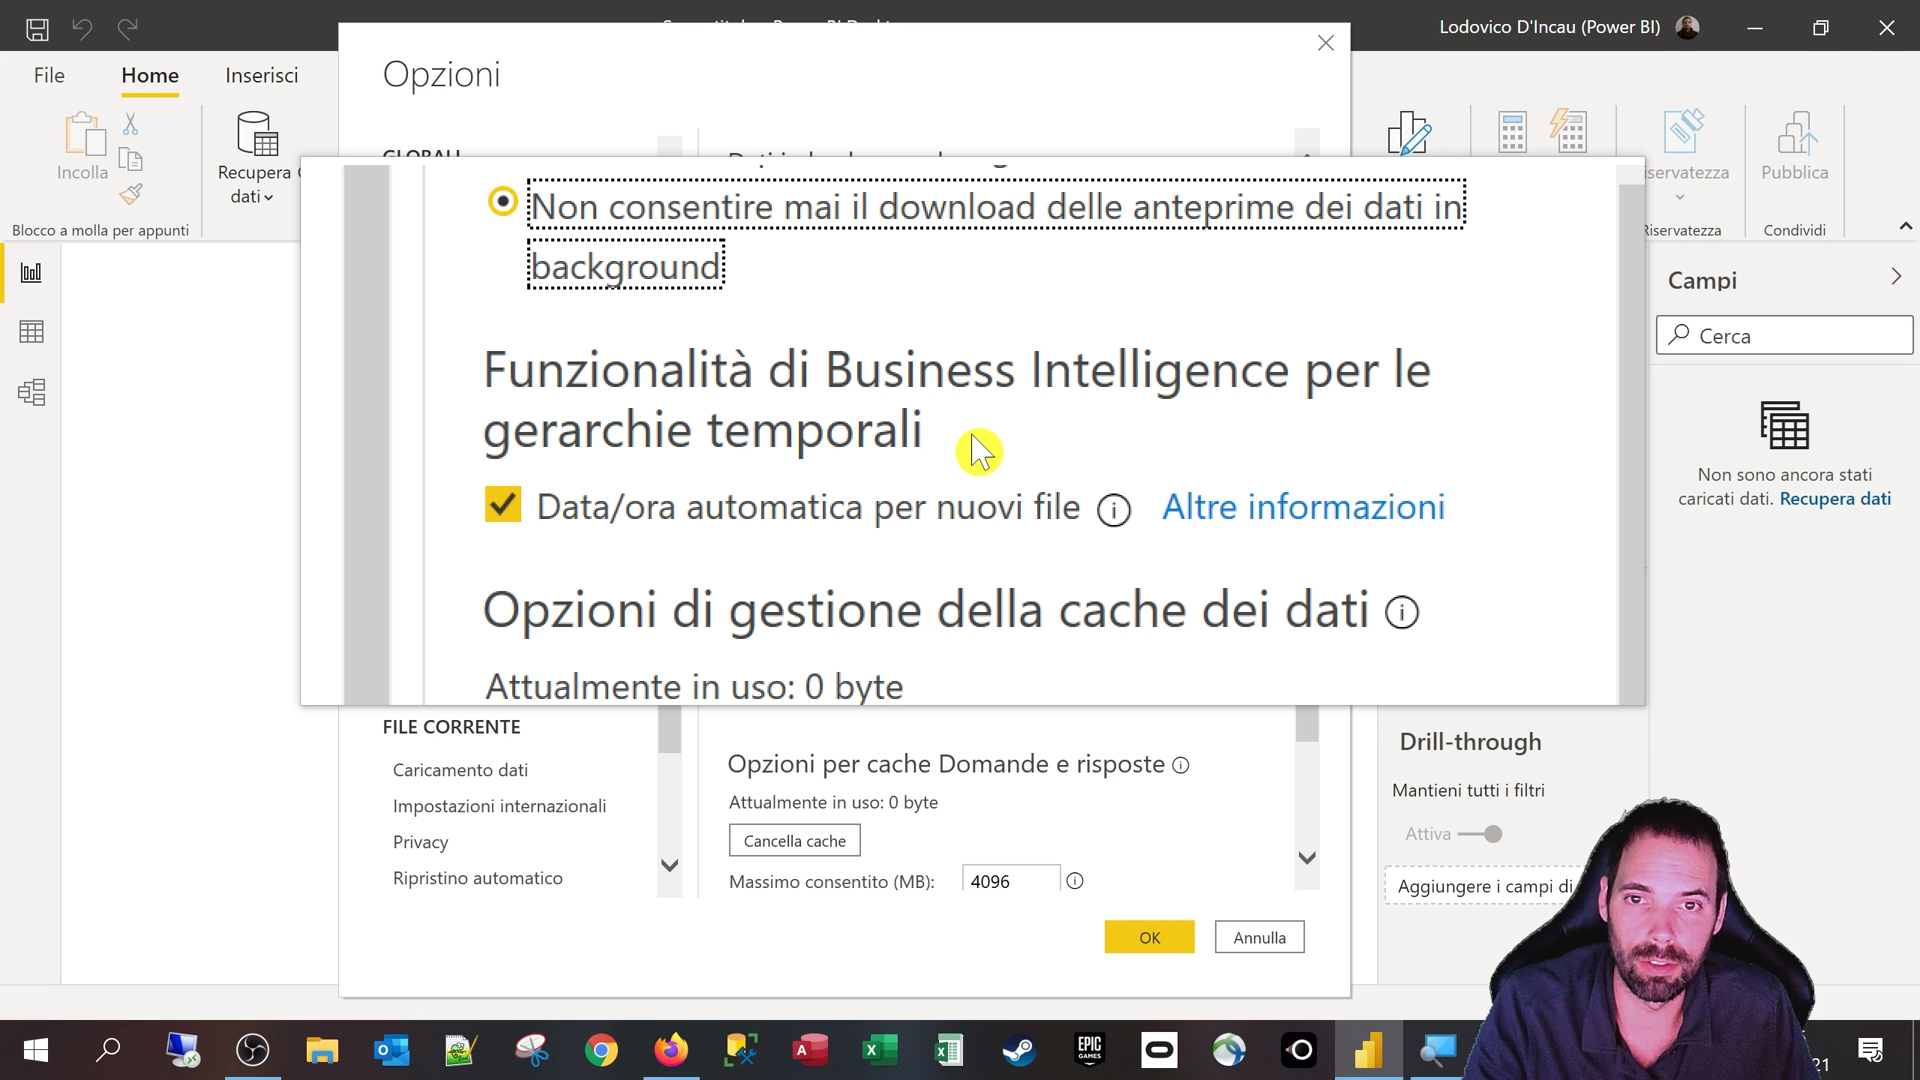 Lodovico D'Incau (Power BI)
File
Home
Inserisci
Opzioni
GLOBALI
Incolla
Recupera
dati
Blocco a molla per appunti
Pubblica
Condividi
Non consentire mai il download delle anteprime dei dati in
background
Funzionalità di Business Intelligence per le
gerarchie temporali
Data/ora automatica per nuovi file
Altre informazioni
Opzioni di gestione della cache dei dati
Attualmente in uso: 0 byte
Campi
Cerca
Non sono ancora stati
caricati dati. Recupera dati
FILE CORRENTE
Caricamento dati
Impostazioni internazionali
Privacy
Ripristino automatico
Opzioni per cache Domande e risposte
Attualmente in uso: 0 byte
Cancella cache
Massimo consentito (MB):
4096
OK
Annulla
Drill-through
Mantieni tutti i filtri
Attiva
Aggiungere i campi di
EPIC
GAMES
21